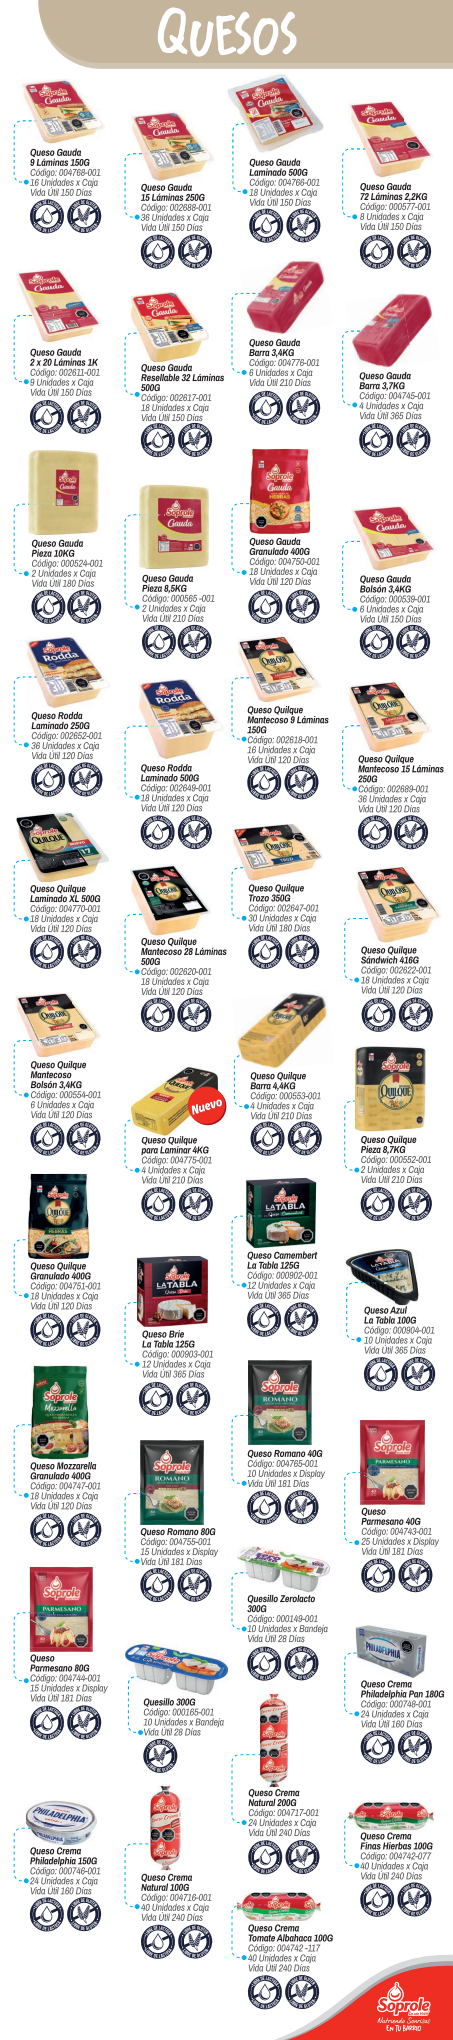 QUESOS
Queso Gauda
9 Láminas 150G
Código: 004768-001
16 Unidades x Caja
Vida Útil 150 Días
Queso Gauda
15 Láminas 250G
Código: 002688-001
36 Unidades x Caja
Vida Útil 150 Días
Queso Gauda
Laminado 500G
Código: 004766-001
18 Unidades x Caja
Vida Útil 150 Días
Queso Gauda
72 Láminas 2,2KG
Código: 000577-001
8 Unidades x Caja
Vida Útil 150 Días
Queso Gauda
2 x 20 Láminas 1K
Código: 002611-001
9 Unidades x Caja
Vida Útil 150 Días
Queso Gauda
Resellable 32 Láminas
500G
Código: 002617-001
18 Unidades x Caja
Vida Útil 150 Días
Queso Gauda
Barra 3,4KG
Código: 004776-001
6 Unidades x Caja
Vida Útil 210 Días
Queso Gauda
Barra 3,7KG
Código: 004745-001
4 Unidades x Caja
Vida Útil 365 Días
Queso Gauda
Pieza 10KG
Código: 000524-001
2 Unidades x Caja
Vida Útil 180 Días
Queso Gauda
Pieza 8,5KG
Código: 000565 -001
2 Unidades x Caja
Vida Útil 210 Días
Queso Gauda
Granulado 400G
Código: 004750-001
18 Unidades x Caja
Vida Útil 120 Días
Queso Gauda
Bolsón 3,4KG
Código: 000539-001
6 Unidades x Caja
Vida Útil 150 Días
Queso Rodda
Laminado 250G
Código: 002652-001
36 Unidades x Caja
Vida Útil 120 Días
Queso Rodda
Laminado 500G
Código: 002649-001
18 Unidades x Caja
Vida Útil 120 Días
Queso Quilque
Mantecoso 9 Láminas
150G
Código: 002618-001
16 Unidades x Caja
Vida Útil 120 Días
Queso Quilque
Mantecoso 15 Láminas
250G
Código: 002689-001
36 Unidades x Caja
Vida Útil 120 Días
Queso Quilque
Laminado XL 500G
Código: 004770-001
18 Unidades x Caja
Vida Útil 120 Días
Queso Quilque
Mantecoso 28 Láminas
500G
Código: 002620-001
18 Unidades x Caja
Vida Útil 120 Días
Queso Quilque
Trozo 350G
Código: 002647-001
30 Unidades x Caja
Vida Útil 180 Días
Queso Quilque
Sándwich 416G
Código: 002622-001
18 Unidades x Caja
Vida Útil 120 Días
Queso Quilque
Mantecoso
Bolsón 3,4KG
Código: 000554-001
6 Unidades x Caja
Vida Útil 120 Días
Nuevo
Queso Quilque
para Laminar 4KG
Código: 004775-001
4 Unidades x Caja
Vida Útil 210 Días
Queso Quilque
Barra 4,4KG
Código: 000553-001
4 Unidades x Caja
Vida Útil 210 Días
Queso Quilque
Pieza 8,7KG
Código: 000552-001
2 Unidades x Caja
Vida Útil 210 Días
Queso Quilque
Granulado 400G
Código: 004751-001
18 Unidades x Caja
Vida Útil 120 Días
Queso Brie
La Tabla 125G
Código: 000903-001
12 Unidades x Caja
Vida Útil 365 Días
Queso Camembert
La Tabla 125G
Código: 000902-001
12 Unidades x Caja
Vida Útil 365 Días
Queso Azul
La Tabla 100G
Código: 000904-001
10 Unidades x Caja
Vida Útil 365 Días
Queso Mozzarella
Granulado 400G
Código: 004747-001
18 Unidades x Caja
Vida Útil 120 Días
Queso Romano 80G
Código: 004755-001
15 Unidades x Display
Vida Útil 181 Días
Queso Romano 40G
Código: 004765-001
10 Unidades x Display
Vida Útil 181 Días
Queso
Parmesano 40G
Código: 004743-001
25 Unidades x Display
Vida Útil 181 Días
Queso
Parmesano 80G
Código: 004744-001
15 Unidades x Display
Vida Útil 181 Días
Quesillo 300G
Código: 000165-001
10 Unidades x Bandeja
Vida Útil 28 Días
Quesillo Zerolacto
300G
Código: 000149-001
10 Unidades x Bandeja
Vida Útil 28 Días
Queso Crema
Philadelphia Pan 180G
Código: 000748-001
24 Unidades x Caja
Vida Útil 160 Días
Queso Crema
Philadelphia 150G
Código: 000746-001
24 Unidades x Caja
Vida Útil 160 Días
Queso Crema
Natural 100G
Código: 004716-001
40 Unidades x Caja
Vida Útil 240 Días
Queso Crema
Natural 200G
Código: 004717-001
24 Unidades x Caja
Vida Útil 240 Días
Queso Crema
Finas Hierbas 100G
Código: 004742-077
40 Unidades x Caja
Vida Útil 240 Días
Queso Crema
Tomate Albahaca 100G
Código: 004742 -117
40 Unidades x Caja
Vida Útil 240 Días
Soprole
Nutriendo Sonrisas
EN TU BARRIO